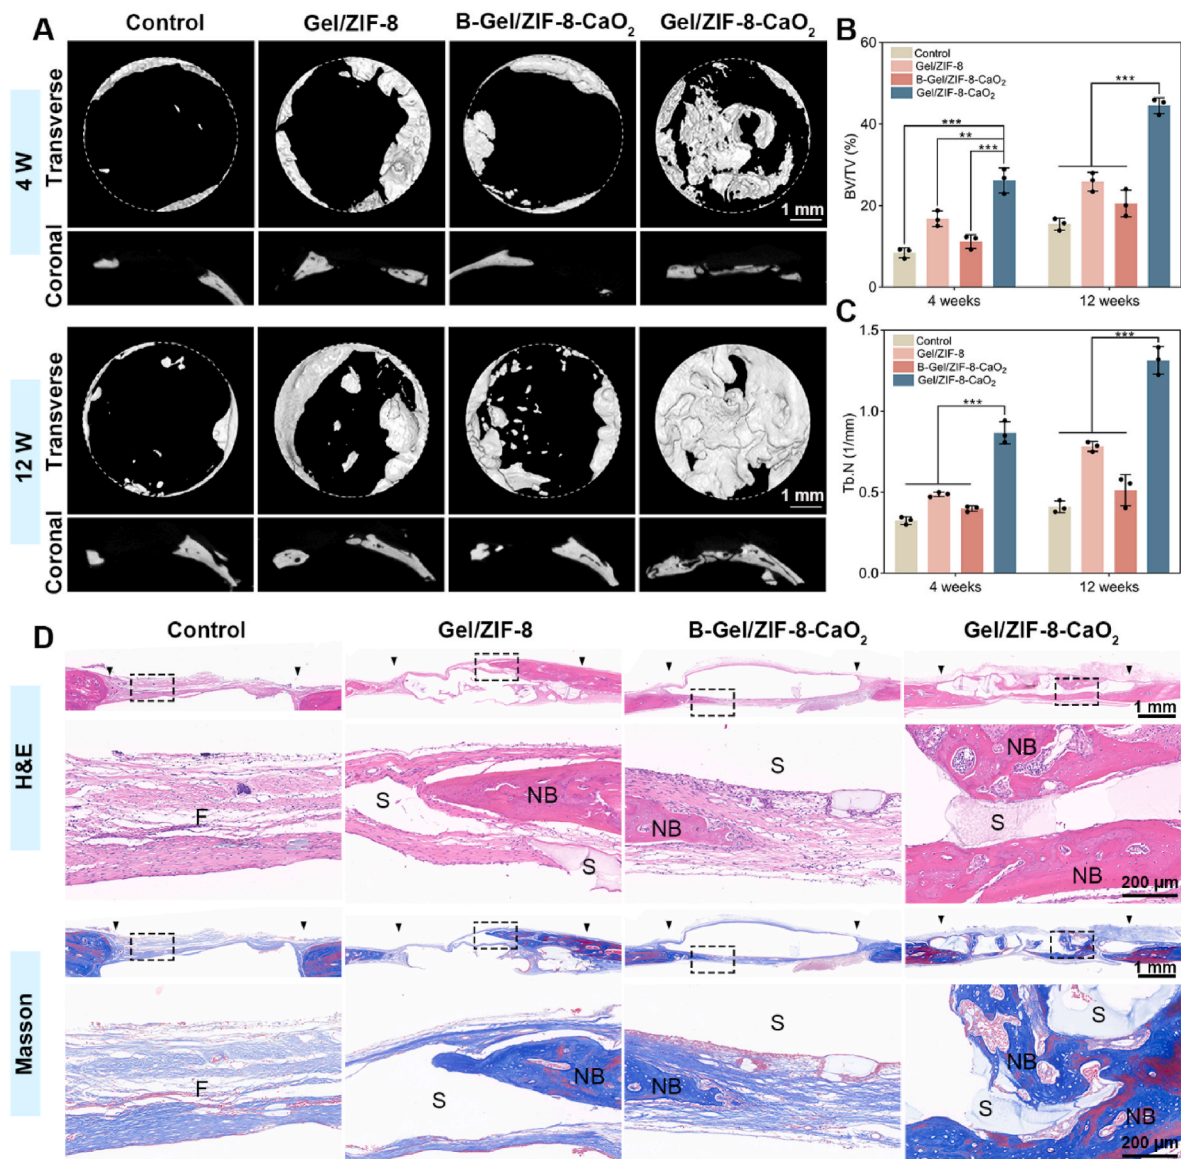 A
Control
Gel/ZIF-8
B-Gel/ZIF-8-CaO₂
Gel/ZIF-8-CaO₂
4 W
Transverse
1 mm
Coronal
12 W
Transverse
1 mm
Coronal
B
BV/TV (%)
60
40
20
0
Control
Gel/ZIF-8
B-Gel/ZIF-8-CaO₂
Gel/ZIF-8-CaO₂
***
**
***
***
4 weeks
12 weeks
C
Tb.N (1/mm)
1.5
1.0
0.5
0.0
Control
Gel/ZIF-8
B-Gel/ZIF-8-CaO₂
Gel/ZIF-8-CaO₂
***
***
4 weeks
12 weeks
D
Control
Gel/ZIF-8
B-Gel/ZIF-8-CaO₂
Gel/ZIF-8-CaO₂
H&E
1 mm
F
S
NB
S
S
NB
NB
S
NB
200 µm
Masson
1 mm
F
S
NB
S
NB
S
NB
S
NB
200 µm